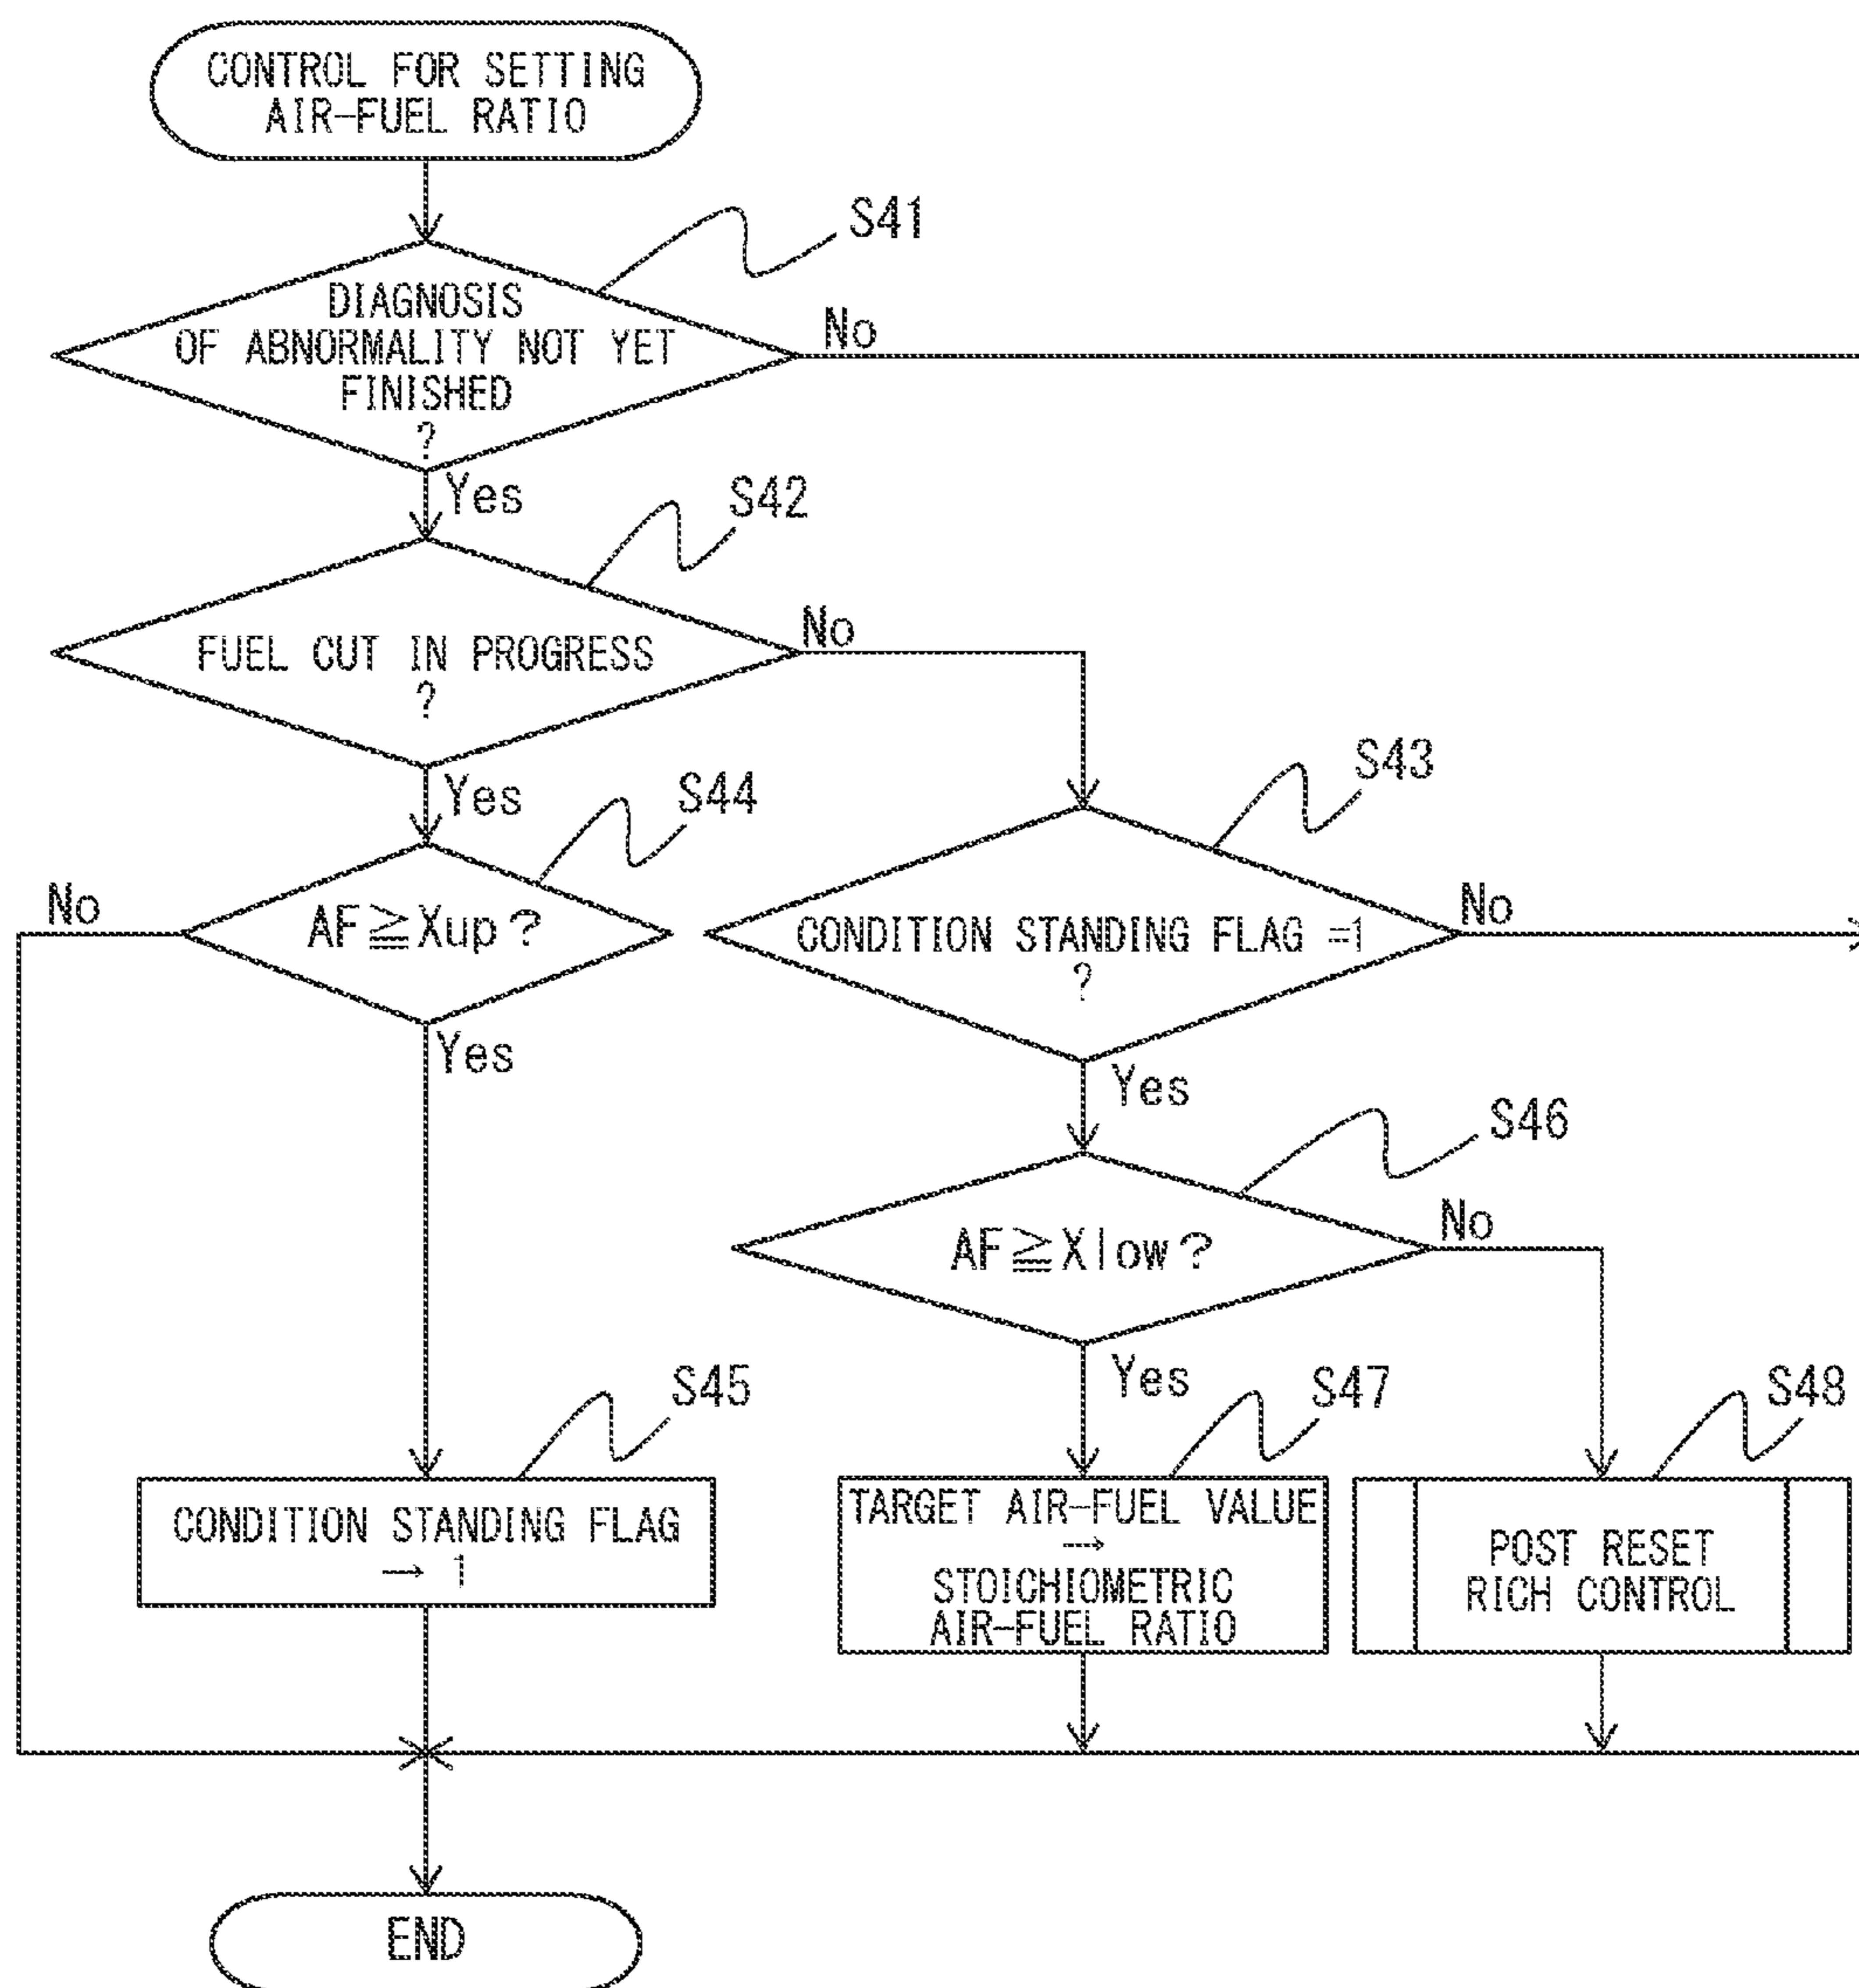 CONTROL FOR SETTING
AIR-FUEL RATIO
S41
DIAGNOSIS
OF ABNORMALITY NOT YET
FINISHED
?
No
Yes
S42
FUEL CUT IN PROGRESS
?
No
Yes
S44
AF≧Xup?
No
Yes
S43
CONDITION STANDING FLAG =1
?
No
Yes
S46
AF≧Xlow?
No
Yes
S45
CONDITION STANDING FLAG
→ 1
S47
TARGET AIR-FUEL VALUE
→
STOICHIOMETRIC
AIR-FUEL RATIO
S48
POST RESET
RICH CONTROL
END